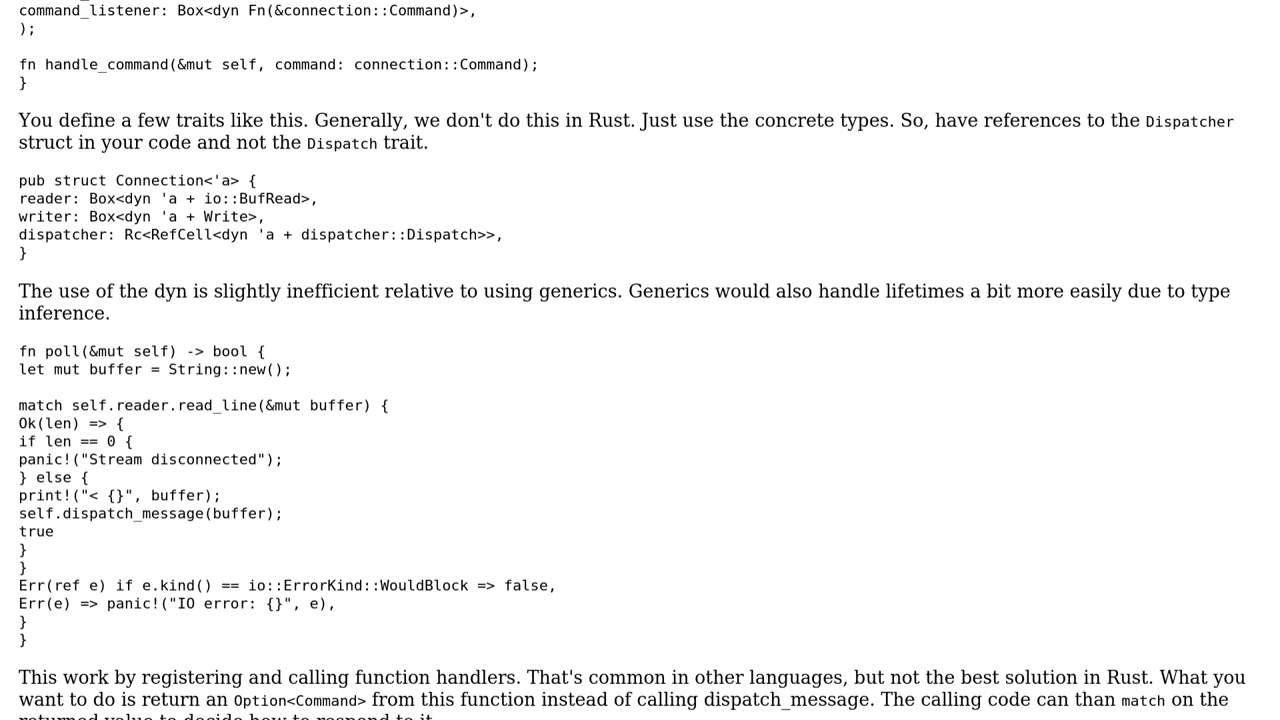 command_listener: Box<dyn Fn(&connection::Command)>,
);
fn handle_command(&mut self, command: connection::Command);
}
You define a few traits like this. Generally, we don't do this in Rust. Just use the concrete types. So, have references to the Dispatcher
struct in your code and not the Dispatch trait.
pub struct Connection<'a> {
reader: Box<dyn 'a + io::BufRead>,
writer: Box<dyn 'a + Write>,
dispatcher: Rc<RefCell<dyn 'a + dispatcher::Dispatch>>,
}
The use of the dyn is slightly inefficient relative to using generics. Generics would also handle lifetimes a bit more easily due to type
inference.
fn poll(&mut self) -> bool {
let mut buffer = String::new();
match self.reader.read_line(&mut buffer) {
Ok(len) => {
if len == 0 {
panic!("Stream disconnected");
} else {
print!("< {}", buffer);
self.dispatch_message(buffer);
true
}
}
Err(ref e) if e.kind() == io::ErrorKind::WouldBlock => false,
Err(e) => panic!("IO error: {}", e),
}
}
This work by registering and calling function handlers. That's common in other languages, but not the best solution in Rust. What you
want to do is return an Option<Command> from this function instead of calling dispatch_message. The calling code can than match on the
returned value to decide how to respond to it.